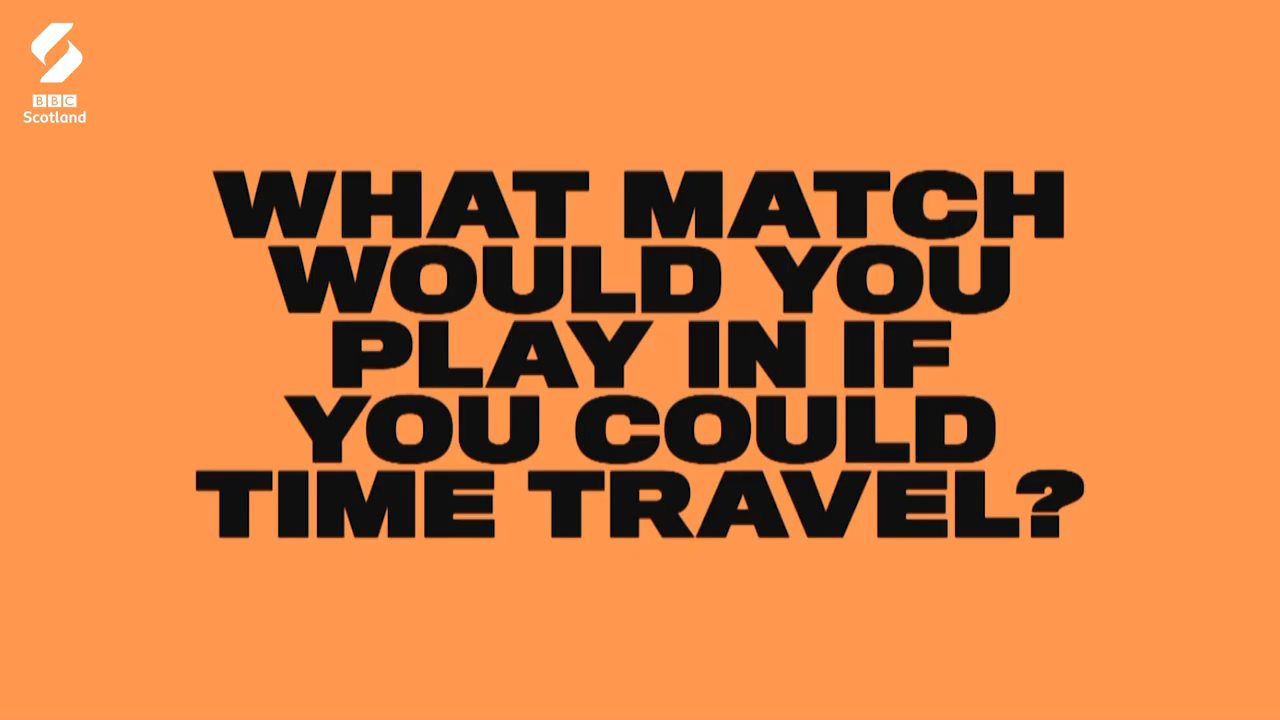 BBC
Scotland
WHAT MATCH
WOULD YOU
PLAY IN IF
YOU COULD
TIME TRAVEL?